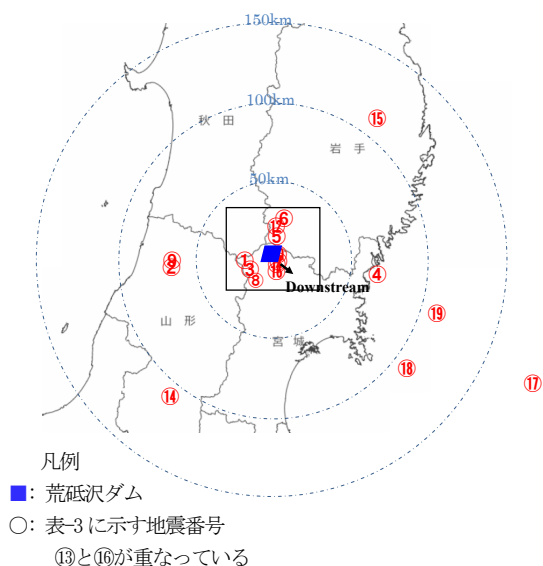 150km
100km
⑮
秋 田
岩 手
50km
⑥
⑫
⑤
⑨
②
①
③
⑧
④
Downstream
山 形
宮 城
⑲
⑱
⑰
⑭
凡例
■: 荒砥沢ダム
○: 表-3 に示す地震番号
⑬と⑯が重なっている